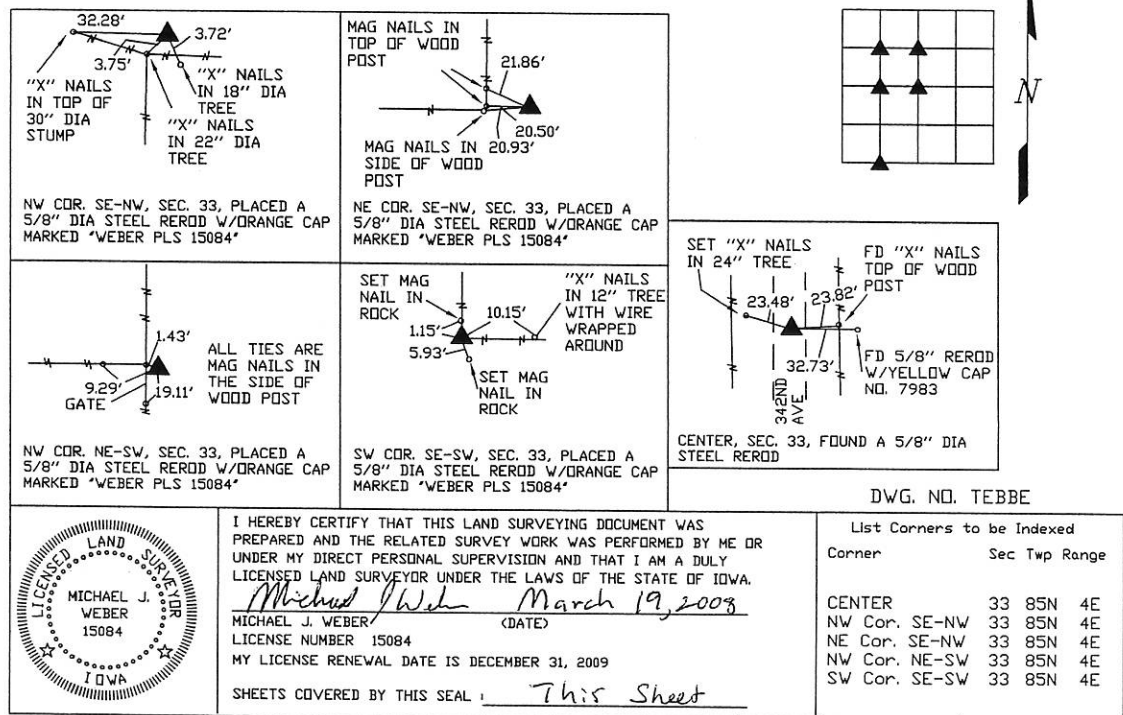 32.28'
3.72'
3.75'
"X" NAILS
IN TOP OF
30" DIA
STUMP
"X" NAILS
IN 18" DIA
TREE
"X" NAILS
IN 22" DIA
TREE
NW COR. SE-NW, SEC. 33, PLACED A
5/8" DIA STEEL REROD W/ORANGE CAP
MARKED "WEBER PLS 15084"
MAG NAILS IN
TOP OF WOOD
POST
21.86'
20.50'
20.93'
MAG NAILS IN
SIDE OF WOOD
POST
NE COR. SE-NW, SEC. 33, PLACED A
5/8" DIA STEEL REROD W/ORANGE CAP
MARKED "WEBER PLS 15084"
N
1.43'
9.29'
GATE
19.11'
ALL TIES ARE
MAG NAILS IN
THE SIDE OF
WOOD POST
NW COR. NE-SW, SEC. 33, PLACED A
5/8" DIA STEEL REROD W/ORANGE CAP
MARKED "WEBER PLS 15084"
SET MAG
NAIL IN
ROCK
1.15'
10.15'
5.93'
"X" NAILS
IN 12" TREE
WITH WIRE
WRAPPED
AROUND
SET MAG
NAIL IN
ROCK
SW COR. SE-SW, SEC. 33, PLACED A
5/8" DIA STEEL REROD W/ORANGE CAP
MARKED "WEBER PLS 15084"
SET "X" NAILS
IN 24" TREE
FD "X" NAILS
TOP OF WOOD
POST
23.48'
23.82'
32.73'
342ND
AVE
FD 5/8" REROD
W/YELLOW CAP
NO. 7983
CENTER, SEC. 33, FOUND A 5/8" DIA
STEEL REROD
DWG. NO. TEBBE
LICENSED LAND SURVEYOR
MICHAEL J.
WEBER
15084
IOWA
I HEREBY CERTIFY THAT THIS LAND SURVEYING DOCUMENT WAS
PREPARED AND THE RELATED SURVEY WORK WAS PERFORMED BY ME OR
UNDER MY DIRECT PERSONAL SUPERVISION AND THAT I AM A DULY
LICENSED LAND SURVEYOR UNDER THE LAWS OF THE STATE OF IOWA.
Michael J Weber March 19, 2008
MICHAEL J. WEBER (DATE)
LICENSE NUMBER 15084
MY LICENSE RENEWAL DATE IS DECEMBER 31, 2009
SHEETS COVERED BY THIS SEAL : This Sheet
List Corners to be Indexed
Corner Sec Twp Range
CENTER 33 85N 4E
NW Cor. SE-NW 33 85N 4E
NE Cor. SE-NW 33 85N 4E
NW Cor. NE-SW 33 85N 4E
SW Cor. SE-SW 33 85N 4E